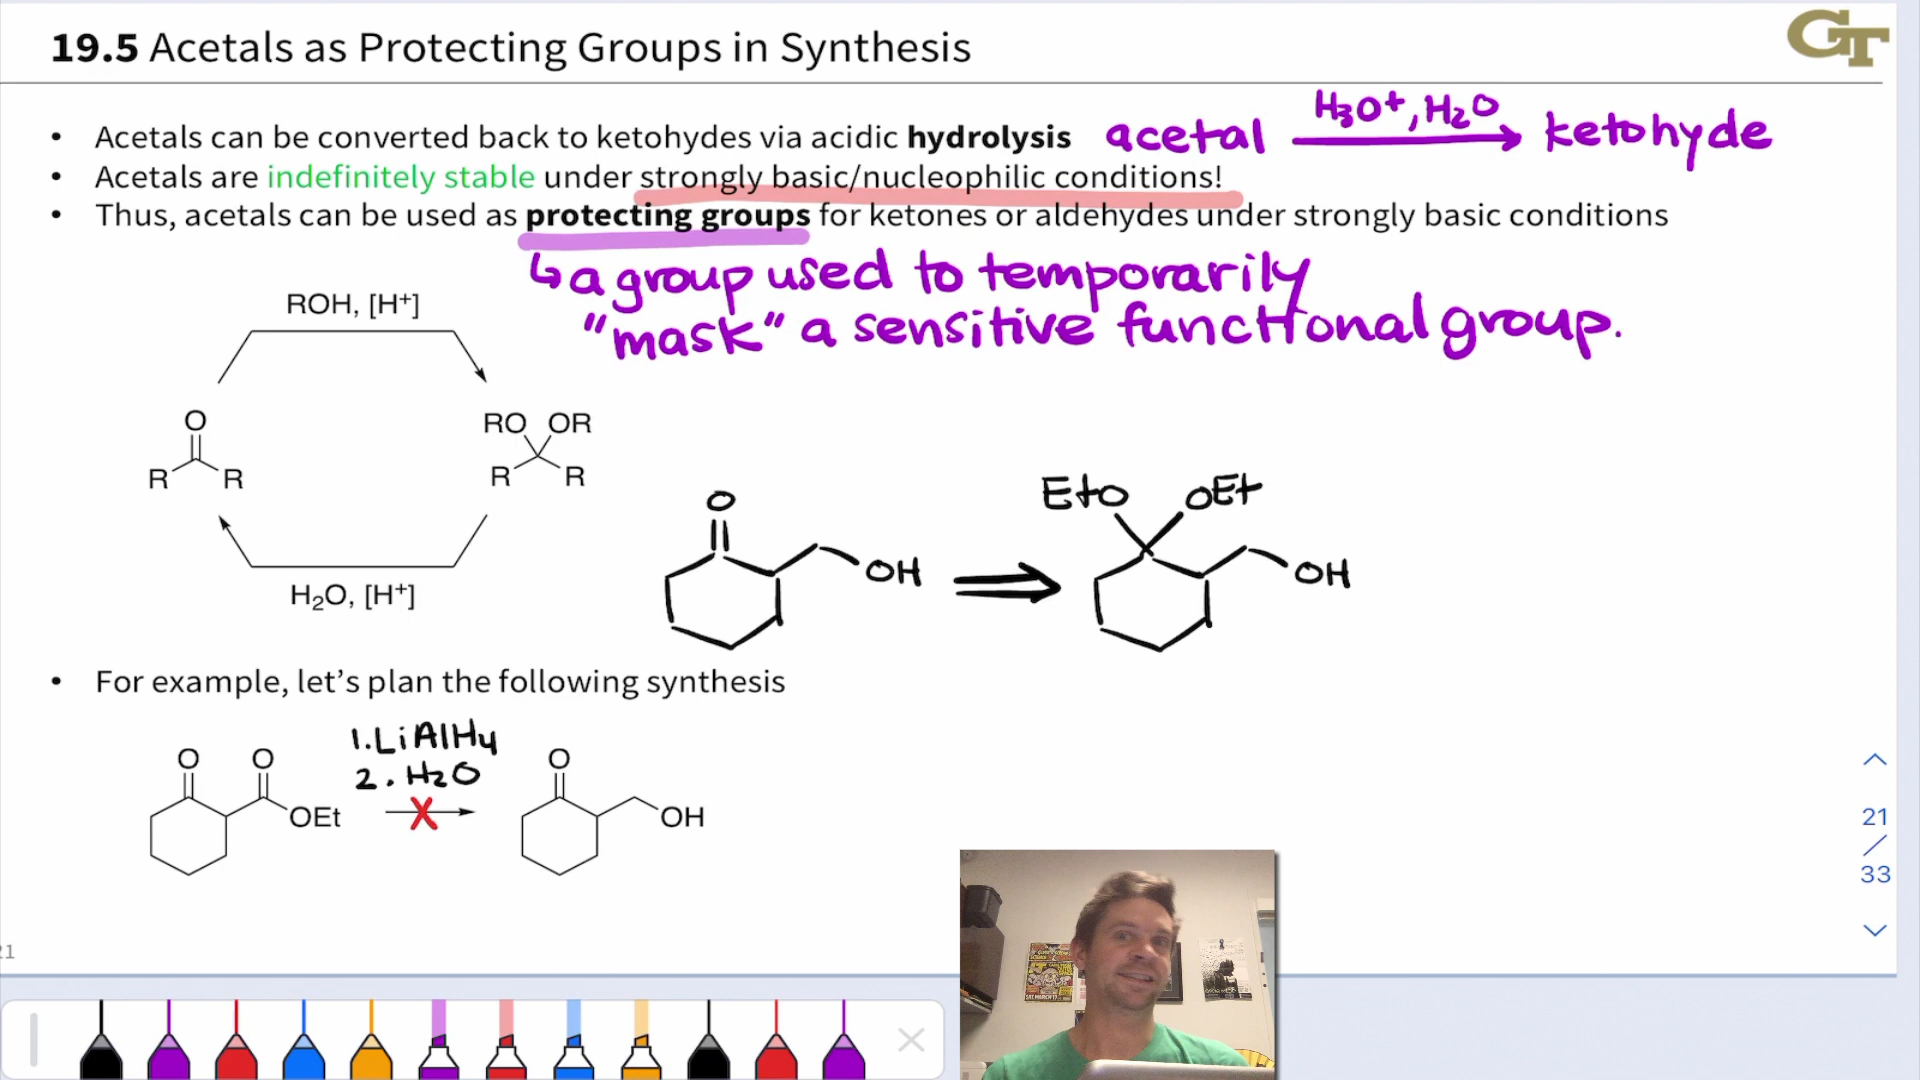 19.5 Acetals as Protecting Groups in Synthesis
GT
• Acetals can be converted back to ketohydes via acidic hydrolysis
acetal H3O+, H2O ketohyde
• Acetals are indefinitely stable under strongly basic/nucleophilic conditions!
• Thus, acetals can be used as protecting groups for ketones or aldehydes under strongly basic conditions
↳ a group used to temporarily
"mask" a sensitive functional group.
ROH, [H⁺]
O
R R
RO OR
R R
H₂O, [H⁺]
O
OH
EtO OEt
OH
• For example, let's plan the following synthesis
1. LiAlH4
2. H2O
X
O O
OEt
O
OH
21
/
33
SAT. MARCH 17